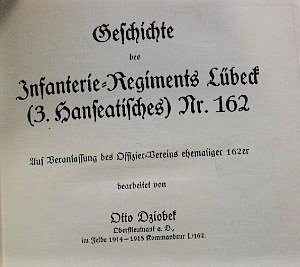 Geschichte
des
Infanterie-Regiments Lübeck
(3. Hanseatisches) Nr. 162
Auf Veranlassung des Offizier-Vereins ehemaliger 162er
bearbeitet von
Otto Dziobek
Oberstleutnant a. D.,
im Felde 1914–1915 Kommandeur I./162.